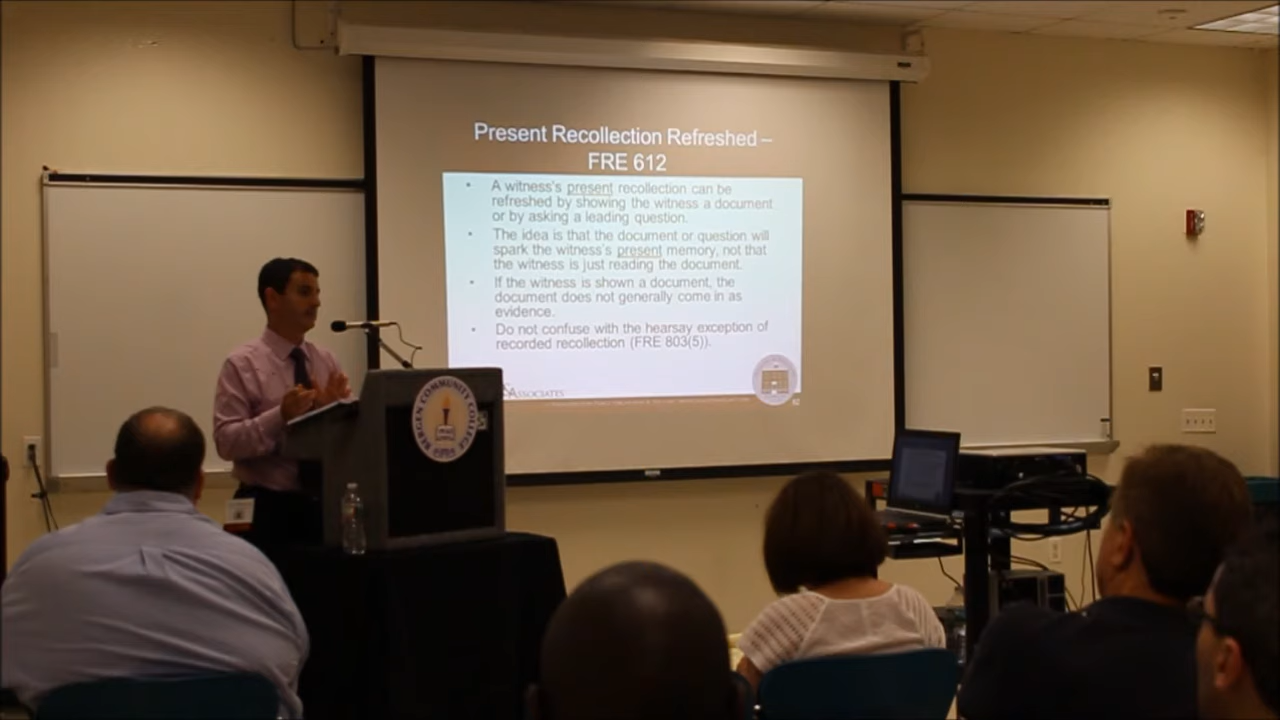 Present Recollection Refreshed –
FRE 612
• A witness's present recollection can be
refreshed by showing the witness a document
or by asking a leading question.
• The idea is that the document or question will
spark the witness's present memory, not that
the witness is just reading the document.
• If the witness is shown a document, the
document does not generally come in as
evidence.
• Do not confuse with the hearsay exception of
recorded recollection (FRE 803(5)).
ASSOCIATES
BERGEN COMMUNITY COLLEGE